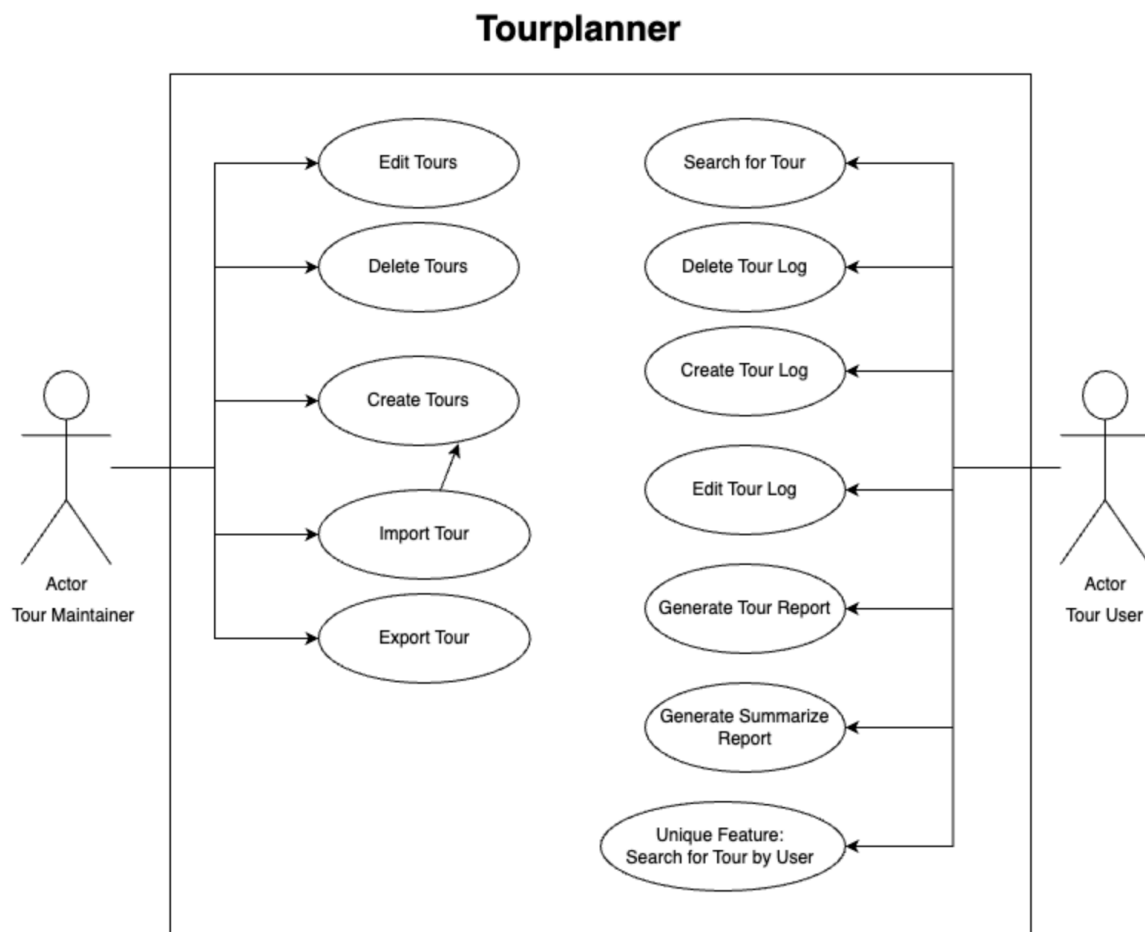 Tourplanner
Edit Tours
Delete Tours
Create Tours
Import Tour
Export Tour
Actor
Tour Maintainer
Search for Tour
Delete Tour Log
Create Tour Log
Edit Tour Log
Generate Tour Report
Generate Summarize
Report
Unique Feature:
Search for Tour by User
Actor
Tour User